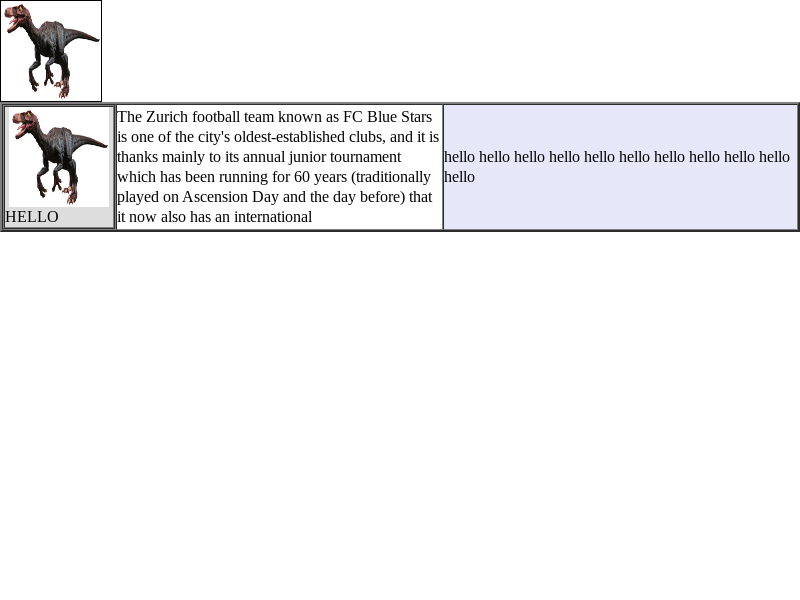 HELLO
The Zurich football team known as FC Blue Stars
is one of the city's oldest-established clubs, and it is
thanks mainly to its annual junior tournament
which has been running for 60 years (traditionally
played on Ascension Day and the day before) that
it now also has an international
hello hello hello hello hello hello hello hello hello hello
hello